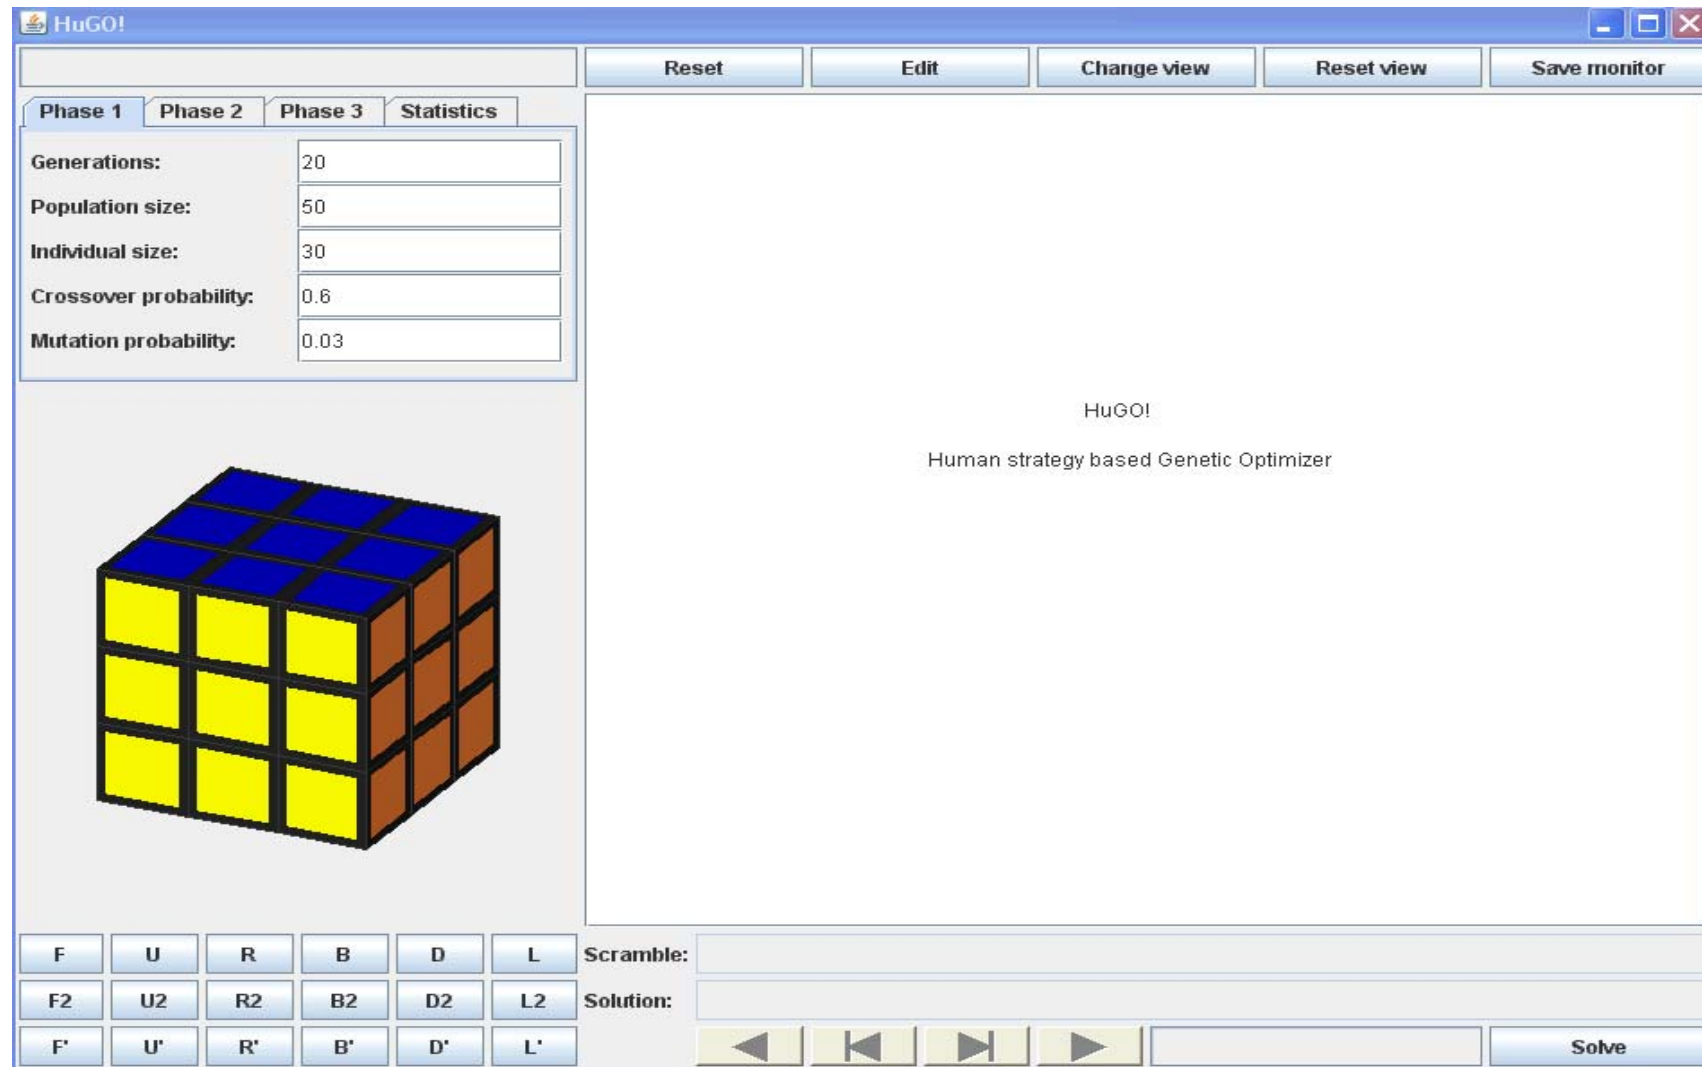 HuGO!
Reset Edit Change view Reset view Save monitor
Phase 1 Phase 2 Phase 3 Statistics
Generations: 20
Population size: 50
Individual size: 30
Crossover probability: 0.6
Mutation probability: 0.03
HuGO!
Human strategy based Genetic Optimizer
F U R B D L Scramble:
F2 U2 R2 B2 D2 L2 Solution:
F' U' R' B' D' L' Solve